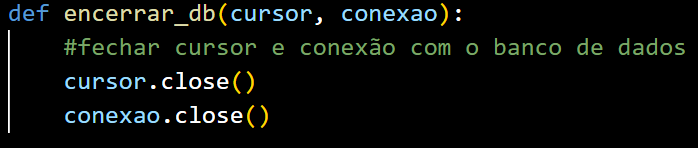 def encerrar_db(cursor, conexao):
    #fechar cursor e conexão com o banco de dados
    cursor.close()
    conexao.close()